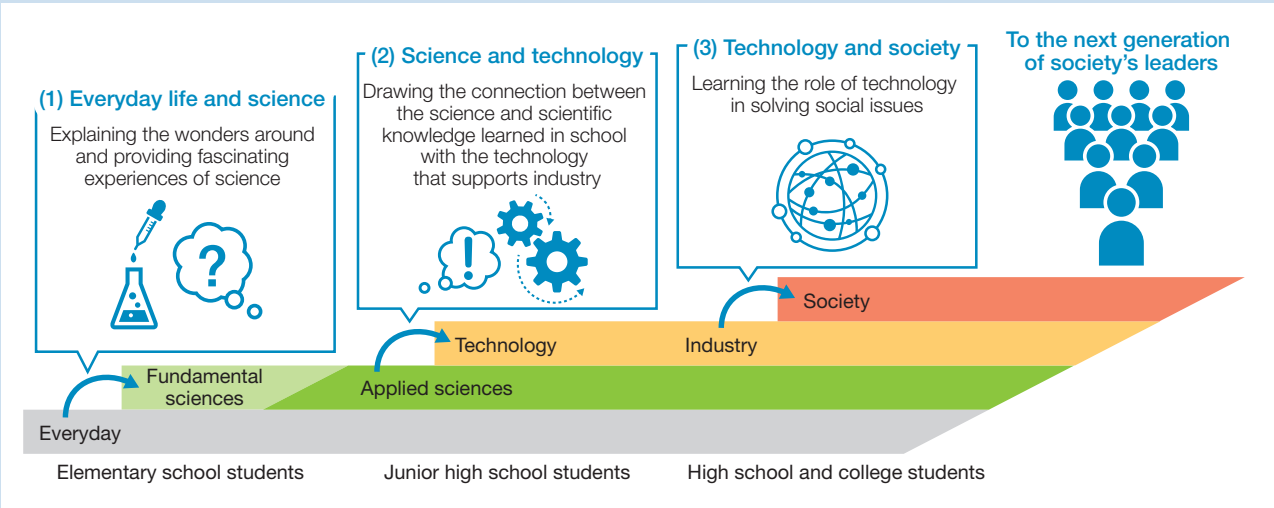 (1) Everyday life and science
Explaining the wonders around
and providing fascinating
experiences of science
?
(2) Science and technology
Drawing the connection between
the science and scientific
knowledge learned in school
with the technology
that supports industry
!
(3) Technology and society
Learning the role of technology
in solving social issues
To the next generation
of society's leaders
Society
Technology
Industry
Fundamental
sciences
Applied sciences
Everyday
Elementary school students
Junior high school students
High school and college students